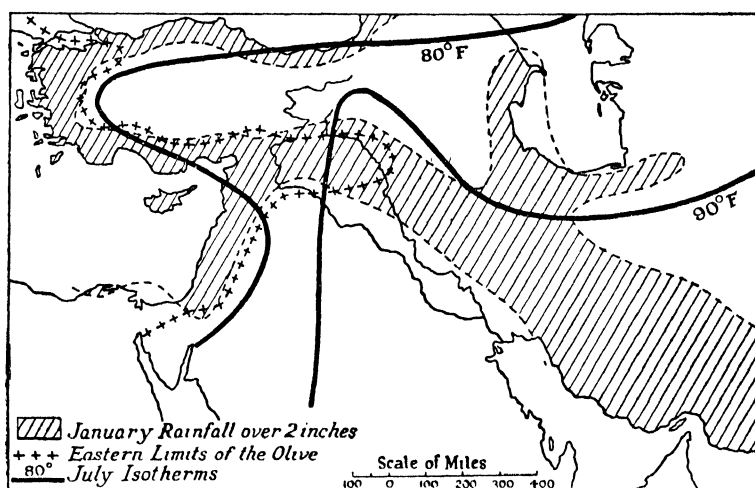 80°F
90°F
January Rainfall over 2 inches
+++ Eastern Limits of the Olive
80° July Isotherms
Scale of Miles
100 0 100 200 300 400